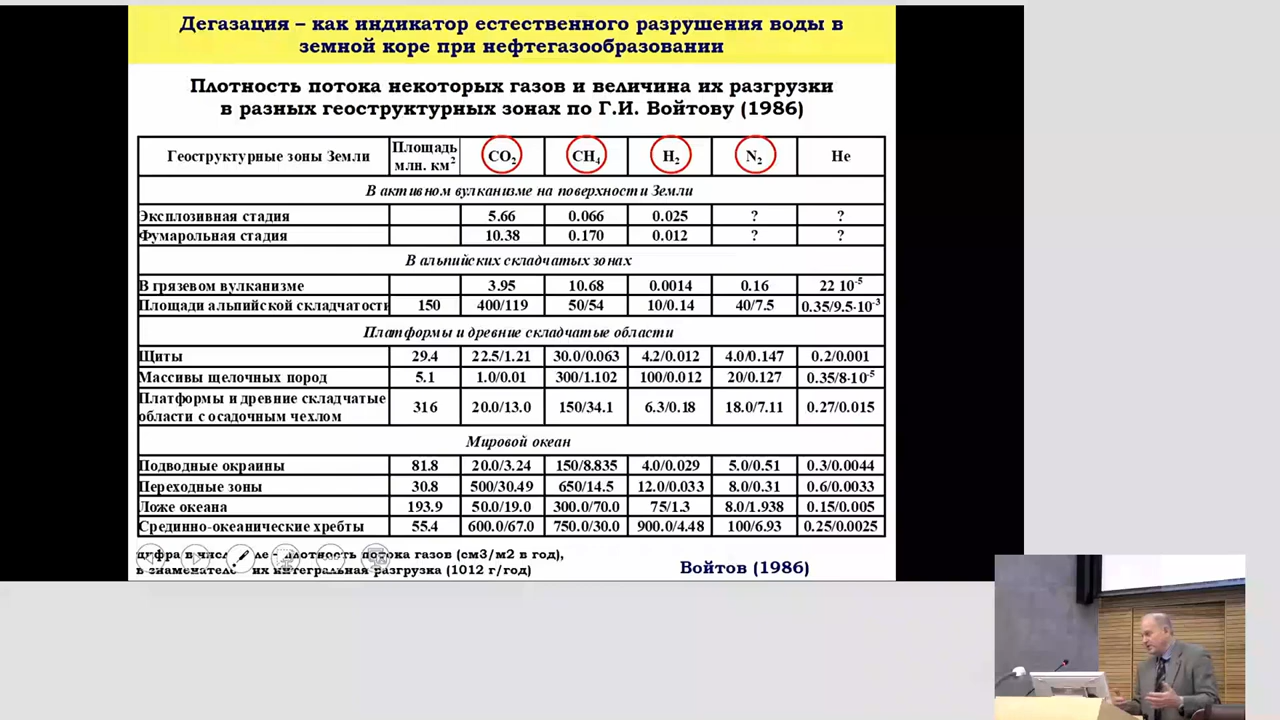 Дегазация – как индикатор естественного разрушения воды в
земной коре при нефтегазообразовании
Плотность потока некоторых газов и величина их разгрузки
в разных геоструктурных зонах по Г.И. Войтову (1986)
Геоструктурные зоны Земли Площадь млн. км² CO₂ CH₄ H₂ N₂ He
В активном вулканизме на поверхности Земли
Эксплозивная стадия 5.66 0.066 0.025 ? ?
Фумарольная стадия 10.38 0.170 0.012 ? ?
В альпийских складчатых зонах
В грязевом вулканизме 3.95 10.68 0.0014 0.16 22 10⁻⁵
Площади альпийской складчатости 150 400/119 50/54 10/0.14 40/7.5 0.35/9.5·10⁻³
Платформы и древние складчатые области
Щиты 29.4 22.5/1.21 30.0/0.063 4.2/0.012 4.0/0.147 0.2/0.001
Массивы щелочных пород 5.1 1.0/0.01 300/1.102 100/0.012 20/0.127 0.35/8·10⁻⁵
Платформы и древние складчатые
области с осадочным чехлом 316 20.0/13.0 150/34.1 6.3/0.18 18.0/7.11 0.27/0.015
Мировой океан
Подводные окраины 81.8 20.0/3.24 150/8.835 4.0/0.029 5.0/0.51 0.3/0.0044
Переходные зоны 30.8 500/30.49 650/14.5 12.0/0.033 8.0/0.31 0.6/0.0033
Ложе океана 193.9 50.0/19.0 300.0/70.0 75/1.3 8.0/1.938 0.15/0.005
Срединно-океанические хребты 55.4 600.0/67.0 750.0/30.0 900.0/4.48 100/6.93 0.25/0.0025
цифра в - плотность потока газов (см3/м2 в год),
в знаменателе их интегральная разгрузка (1012 г/год)
Войтов (1986)